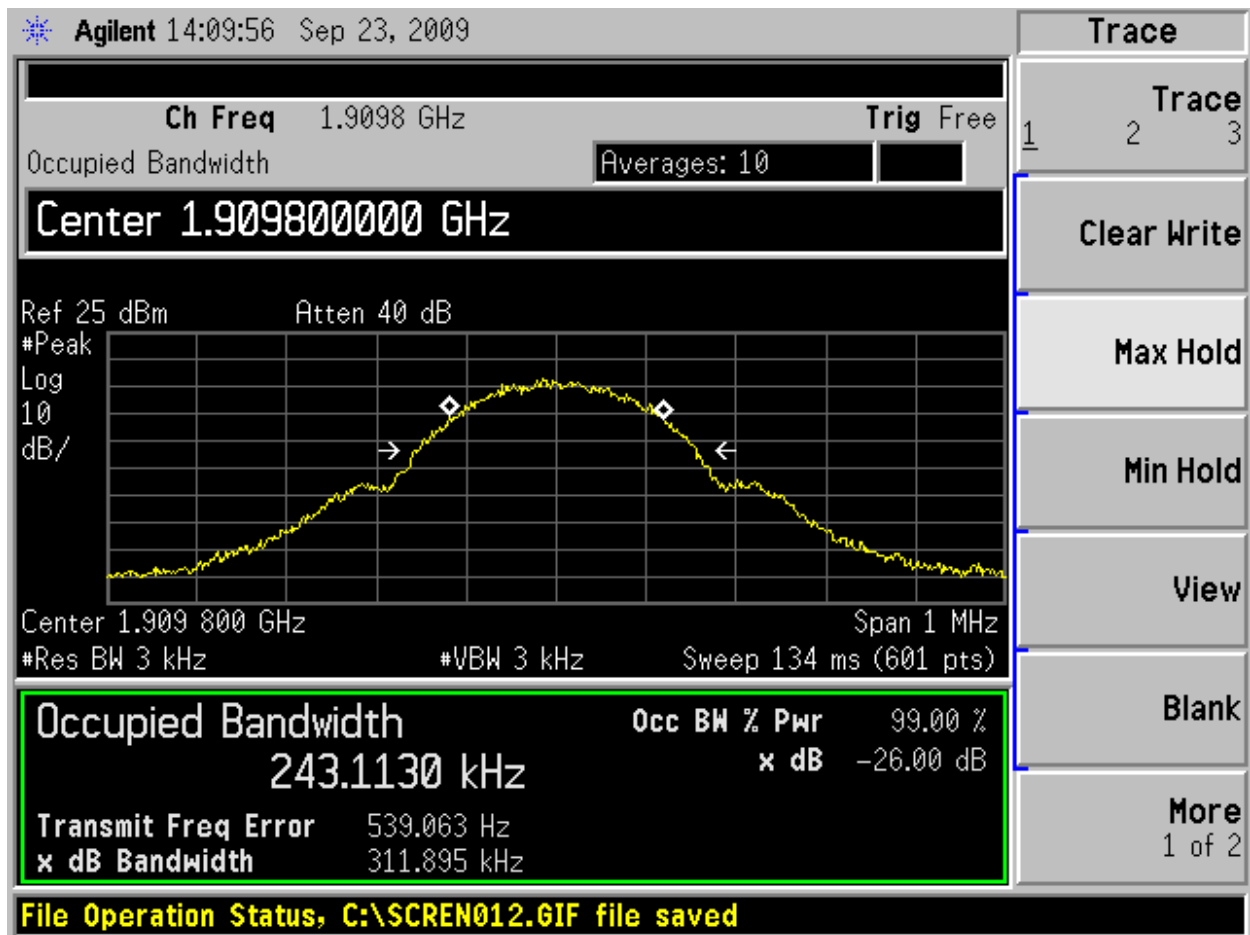 Agilent 14:09:56 Sep 23, 2009
Trace
Ch Freq 1.9098 GHz Trig Free
Occupied Bandwidth Averages: 10
Center 1.909800000 GHz
Ref 25 dBm Atten 40 dB
#Peak
Log
10
dB/
Center 1.909 800 GHz Span 1 MHz
#Res BW 3 kHz #VBW 3 kHz Sweep 134 ms (601 pts)
Occupied Bandwidth Occ BW % Pwr 99.00 %
243.1130 kHz x dB -26.00 dB
Transmit Freq Error 539.063 Hz
x dB Bandwidth 311.895 kHz
Trace
1 2 3
Clear Write
Max Hold
Min Hold
View
Blank
More
1 of 2
File Operation Status, C:\SCREN012.GIF file saved